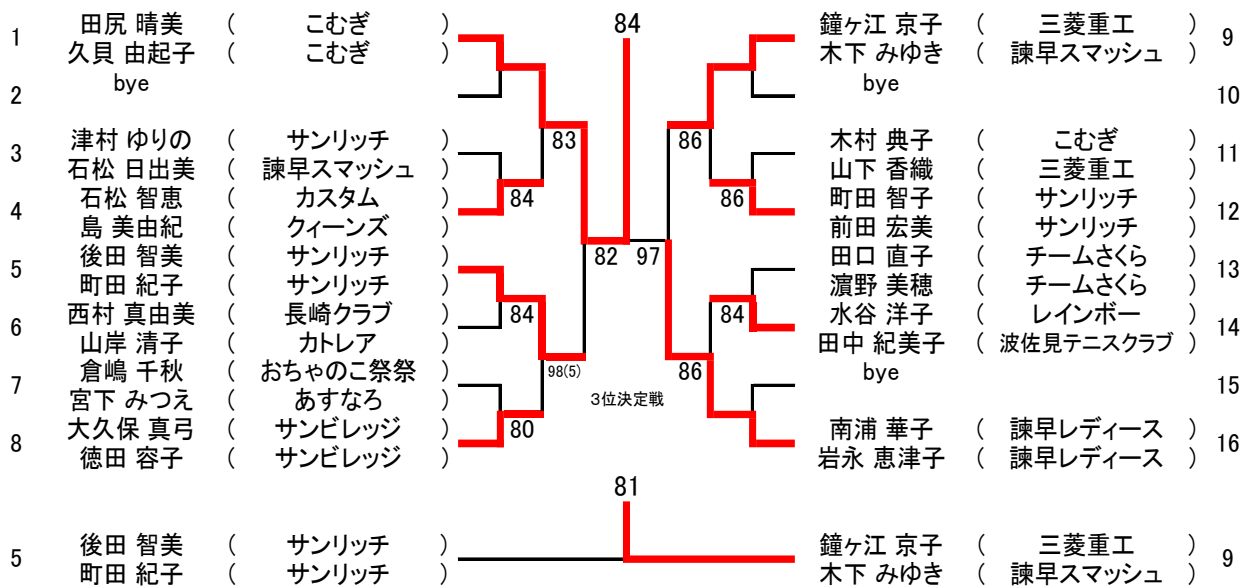 84
1 田尻 晴美 ( こむぎ )
久貝 由起子 ( こむぎ )
2 bye
3 津村 ゆりの ( サンリッチ )
石松 日出美 ( 諫早スマッシュ )
4 石松 智恵 ( カスタム )
島 美由紀 ( クィーンズ )
5 後田 智美 ( サンリッチ )
町田 紀子 ( サンリッチ )
6 西村 真由美 ( 長崎クラブ )
山岸 清子 ( カトレア )
7 倉嶋 千秋 ( おちゃのこ祭祭 )
宮下 みつえ ( あすなろ )
8 大久保 真弓 ( サンビレッジ )
徳田 容子 ( サンビレッジ )
83
84
82
84
98(5)
80
97
86
86
84
86
鐘ヶ江 京子 ( 三菱重工 ) 9
木下 みゆき ( 諫早スマッシュ )
bye 10
木村 典子 ( こむぎ ) 11
山下 香織 ( 三菱重工 )
町田 智子 ( サンリッチ ) 12
前田 宏美 ( サンリッチ )
田口 直子 ( チームさくら ) 13
濵野 美穂 ( チームさくら )
水谷 洋子 ( レインボー ) 14
田中 紀美子 ( 波佐見テニスクラブ )
bye 15
南浦 華子 ( 諫早レディース ) 16
岩永 恵津子 ( 諫早レディース )
3位決定戦
81
5 後田 智美 ( サンリッチ )
町田 紀子 ( サンリッチ )
鐘ヶ江 京子 ( 三菱重工 ) 9
木下 みゆき ( 諫早スマッシュ )